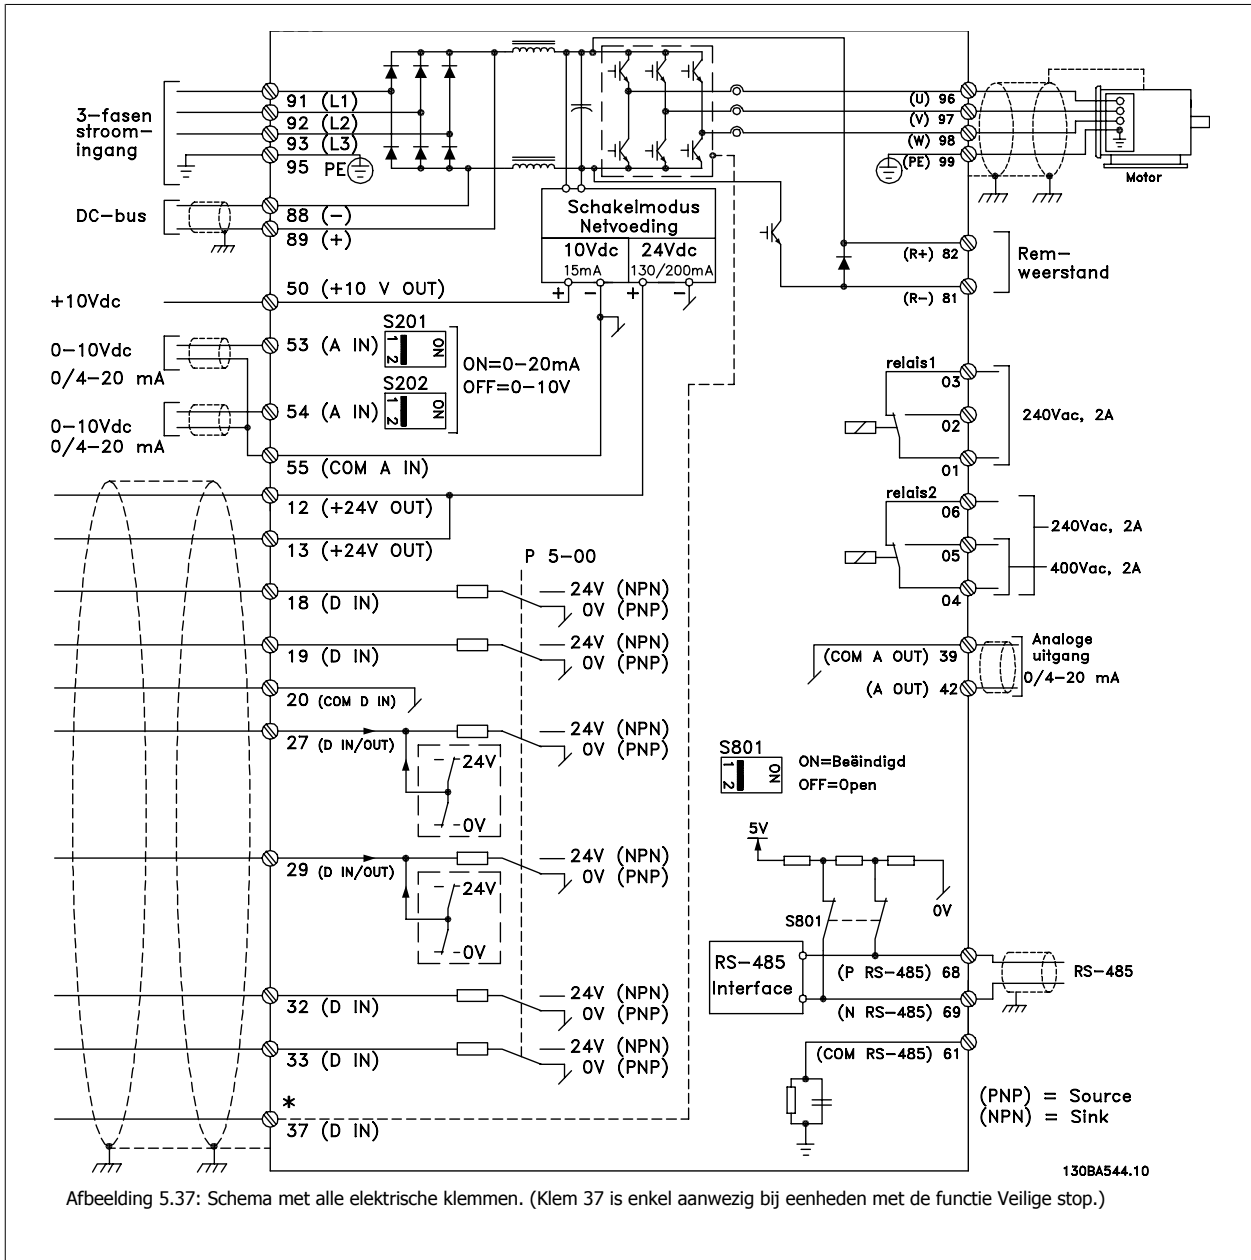 3-fasen
stroom-
ingang
91 (L1)
92 (L2)
93 (L3)
95 PE
DC-bus
88 (-)
89 (+)
Schakelmodus
Netvoeding
10Vdc
15mA
24Vdc
130/200mA
+ - + -
(U) 96
(V) 97
(W) 98
(PE) 99
Motor
(R+) 82
(R-) 81
Rem-
weerstand
+10Vdc
50 (+10 V OUT)
0-10Vdc
0/4-20 mA
53 (A IN)
S201
1 2 ON
ON=0-20mA
OFF=0-10V
0-10Vdc
0/4-20 mA
54 (A IN)
S202
1 2 ON
55 (COM A IN)
12 (+24V OUT)
13 (+24V OUT)
relais1
03
02
01
240Vac, 2A
relais2
06
05
04
240Vac, 2A
400Vac, 2A
P 5-00
18 (D IN)
24V (NPN)
0V (PNP)
19 (D IN)
24V (NPN)
0V (PNP)
20 (COM D IN)
27 (D IN/OUT)
24V (NPN)
0V (PNP)
24V
0V
29 (D IN/OUT)
24V (NPN)
0V (PNP)
24V
0V
32 (D IN)
24V (NPN)
0V (PNP)
33 (D IN)
24V (NPN)
0V (PNP)
*
37 (D IN)
(COM A OUT) 39
(A OUT) 42
Analoge
uitgang
0/4-20 mA
S801
1 2 ON
ON=Beëindigd
OFF=Open
5V
S801
0V
RS-485
Interface
(P RS-485) 68
(N RS-485) 69
RS-485
(COM RS-485) 61
(PNP) = Source
(NPN) = Sink
130BA544.10
Afbeelding 5.37: Schema met alle elektrische klemmen. (Klem 37 is enkel aanwezig bij eenheden met de functie Veilige stop.)